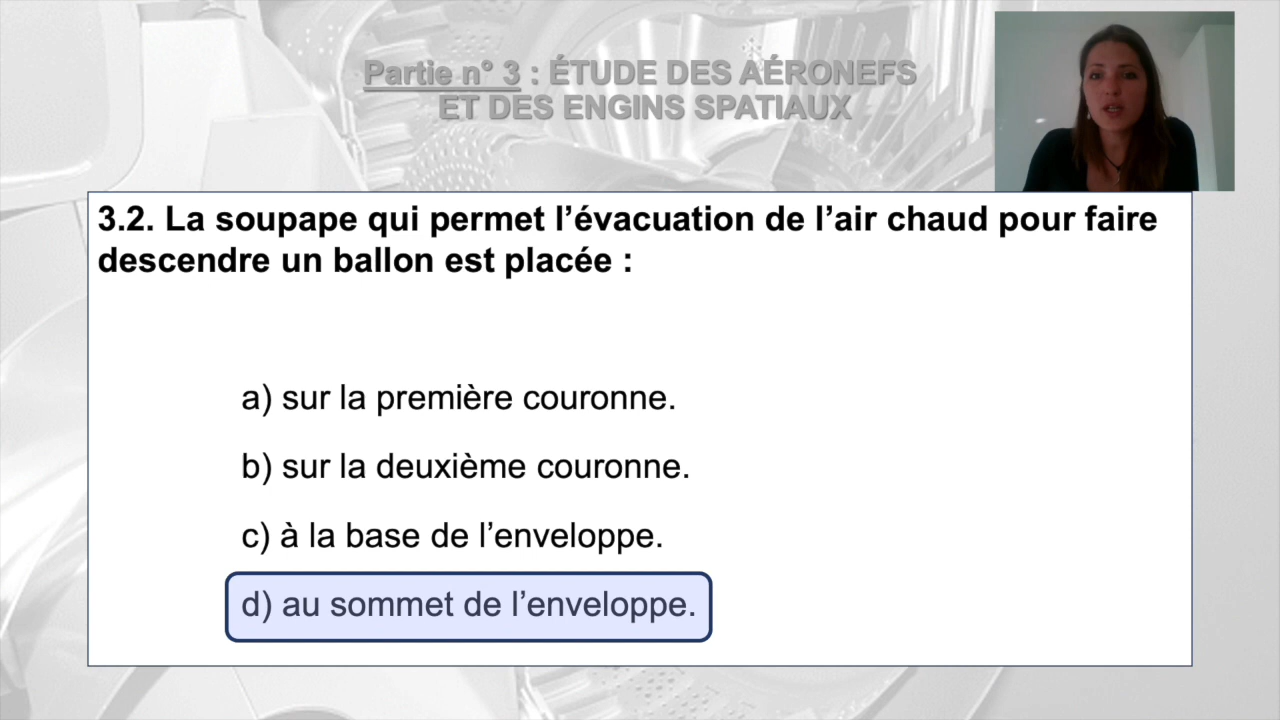 Partie n° 3 : ÉTUDE DES AÉRONEFS
ET DES ENGINS SPATIAUX
3.2. La soupape qui permet l’évacuation de l’air chaud pour faire
descendre un ballon est placée :
a) sur la première couronne.
b) sur la deuxième couronne.
c) à la base de l’enveloppe.
d) au sommet de l’enveloppe.